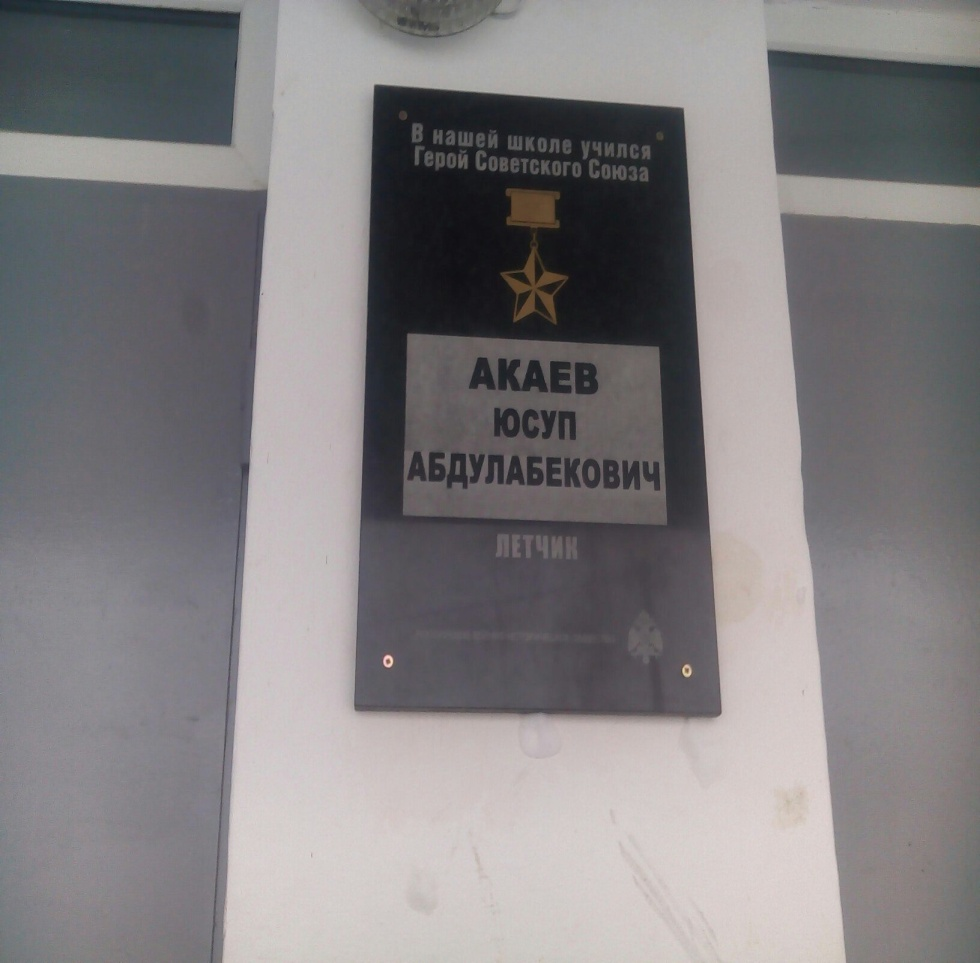 В нашей школе учился
Герой Советского Союза
АКАЕВ
ЮСУП
АБДУЛАБЕКОВИЧ
ЛЕТЧИК